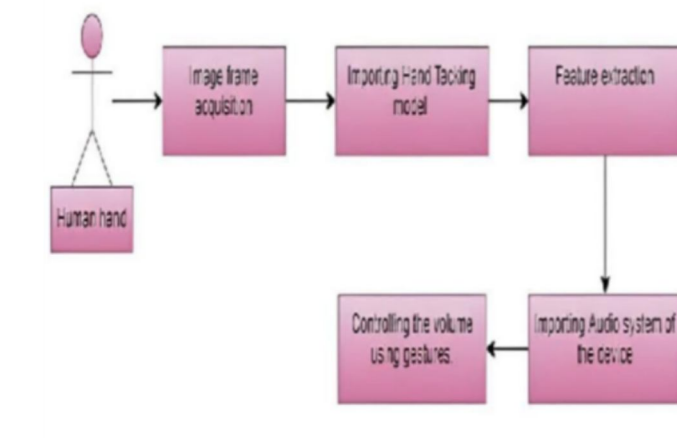 Image frame
acquisition
Importing Hand Tacking
model
Feature extraction
Human hand
Controlling the volume
using gestures.
Importing Audio system of
the device